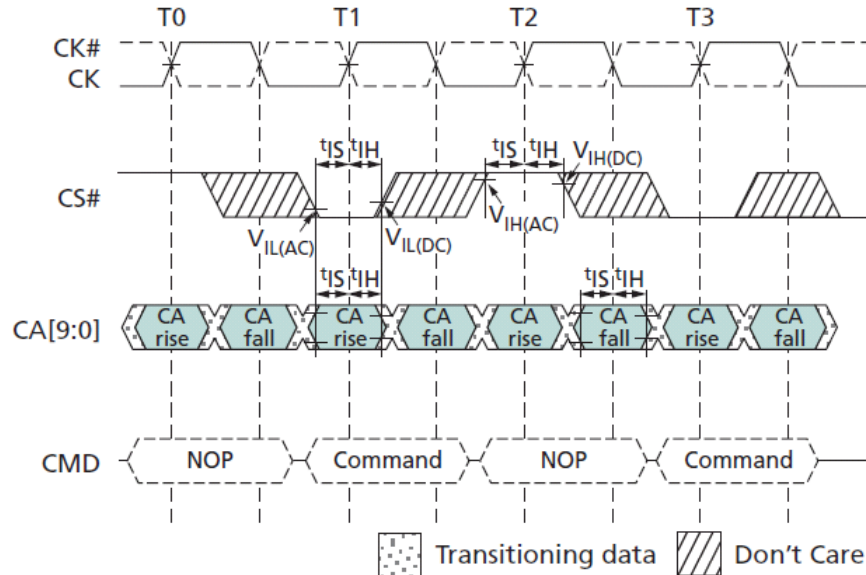 T0 T1 T2 T3
CK#
CK
tIS tIH tIS tIH VIH(DC)
CS#
VIL(AC) VIL(DC) VIH(AC)
tIS tIH tIS tIH
CA[9:0] CA rise CA fall CA rise CA fall CA rise CA fall CA rise CA fall
CMD NOP Command NOP Command
Transitioning data Don't Care